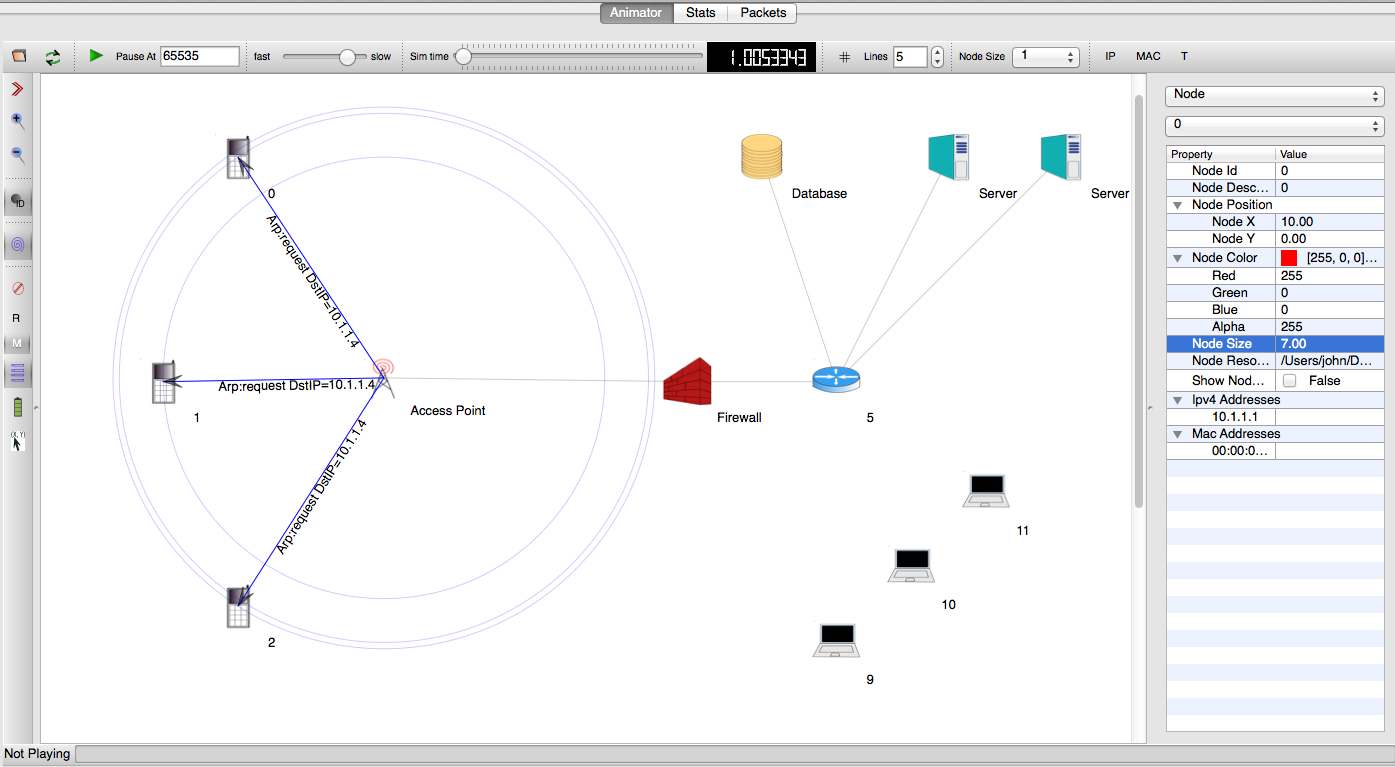 Animator Stats Packets
Pause At 65535 fast slow Sim time 1.0053343 # Lines 5 Node Size 1 IP MAC T
ID
R
M
(X, Y)
0
Arp:request DstIP=10.1.1.4
1
Arp:request DstIP=10.1.1.4
Access Point
Arp:request DstIP=10.1.1.4
2
Database
Server
Server
Firewall
5
11
10
9
Node
0
Property Value
Node Id 0
Node Desc... 0
Node Position
Node X 10.00
Node Y 0.00
Node Color [255, 0, 0]...
Red 255
Green 0
Blue 0
Alpha 255
Node Size 7.00
Node Reso... /Users/john/D...
Show Nod... False
Ipv4 Addresses
10.1.1.1
Mac Addresses
00:00:0...
Not Playing